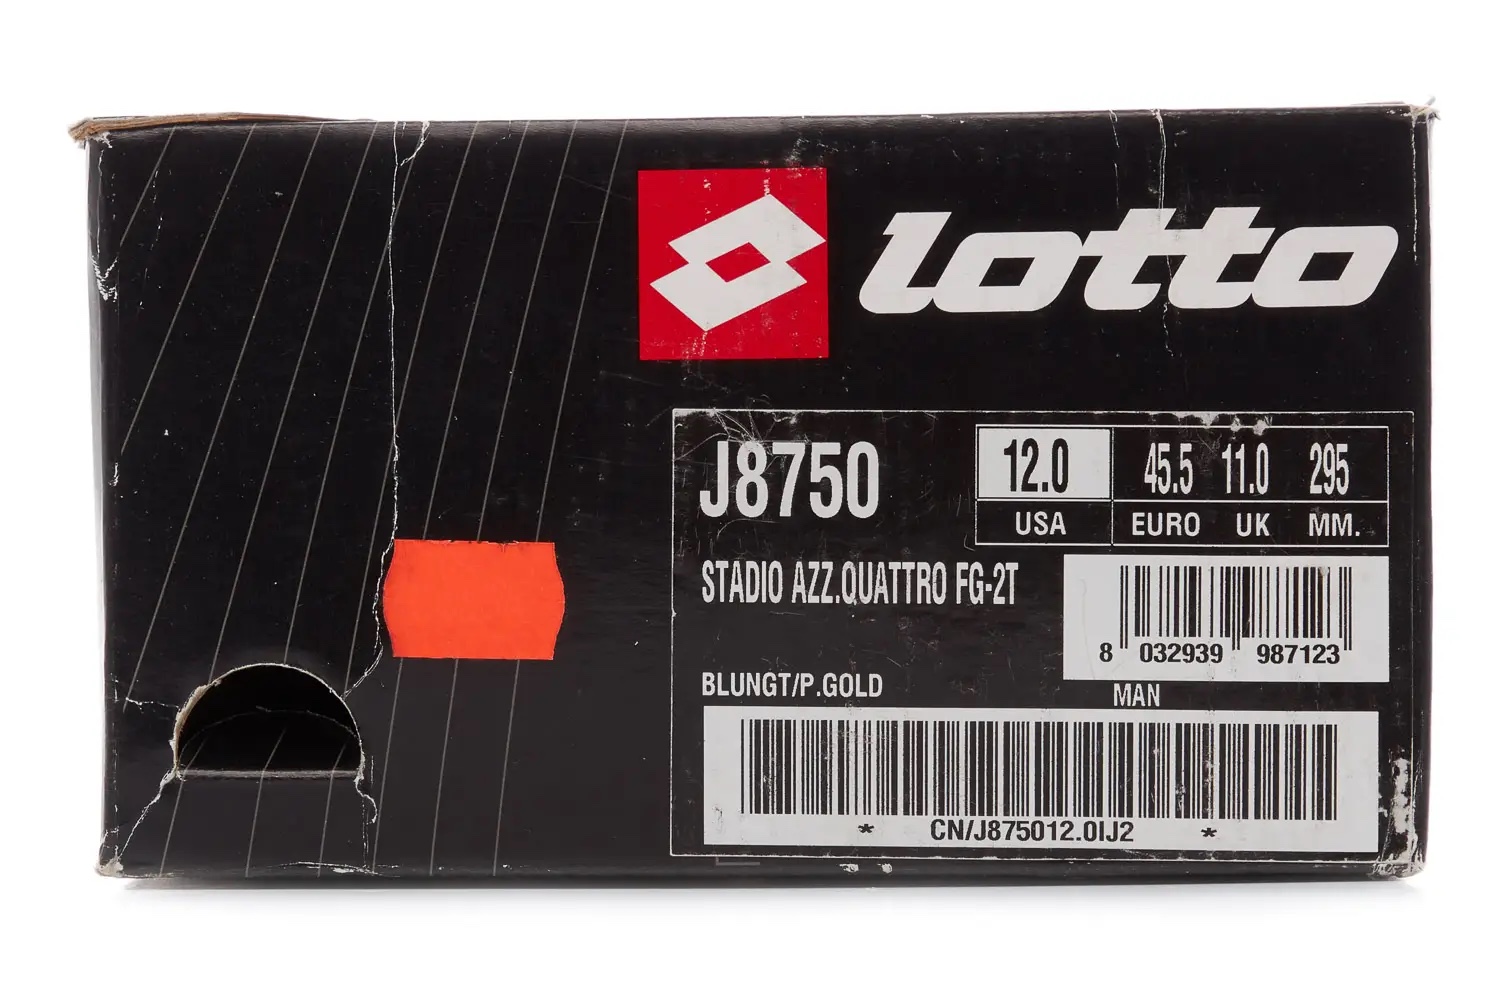 lotto
J8750
12.0 45.5 11.0 295
USA EURO UK MM.
STADIO AZZ.QUATTRO FG-2T
8 032939 987123
BLUNGT/P.GOLD
MAN
* CN/J875012.0IJ2 *